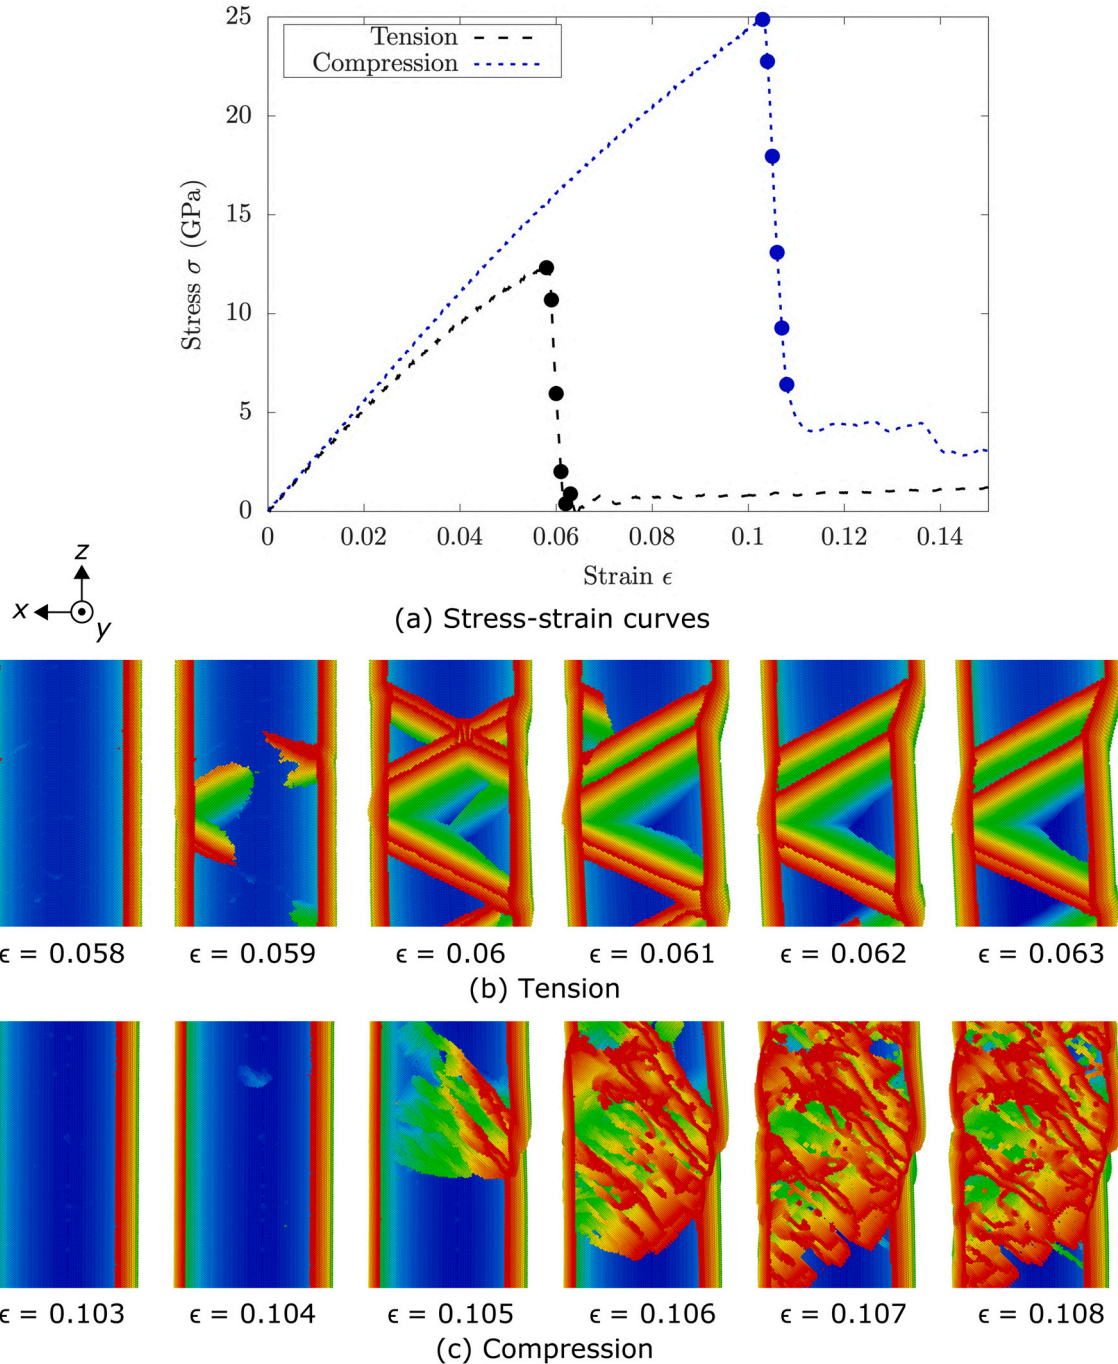 25
Tension
Compression
20
15
10
5
0
Stress σ (GPa)
0 0.02 0.04 0.06 0.08 0.1 0.12 0.14
Strain ϵ
z
x
y
(a) Stress-strain curves
ϵ = 0.058 ϵ = 0.059 ϵ = 0.06 ϵ = 0.061 ϵ = 0.062 ϵ = 0.063
(b) Tension
ϵ = 0.103 ϵ = 0.104 ϵ = 0.105 ϵ = 0.106 ϵ = 0.107 ϵ = 0.108
(c) Compression